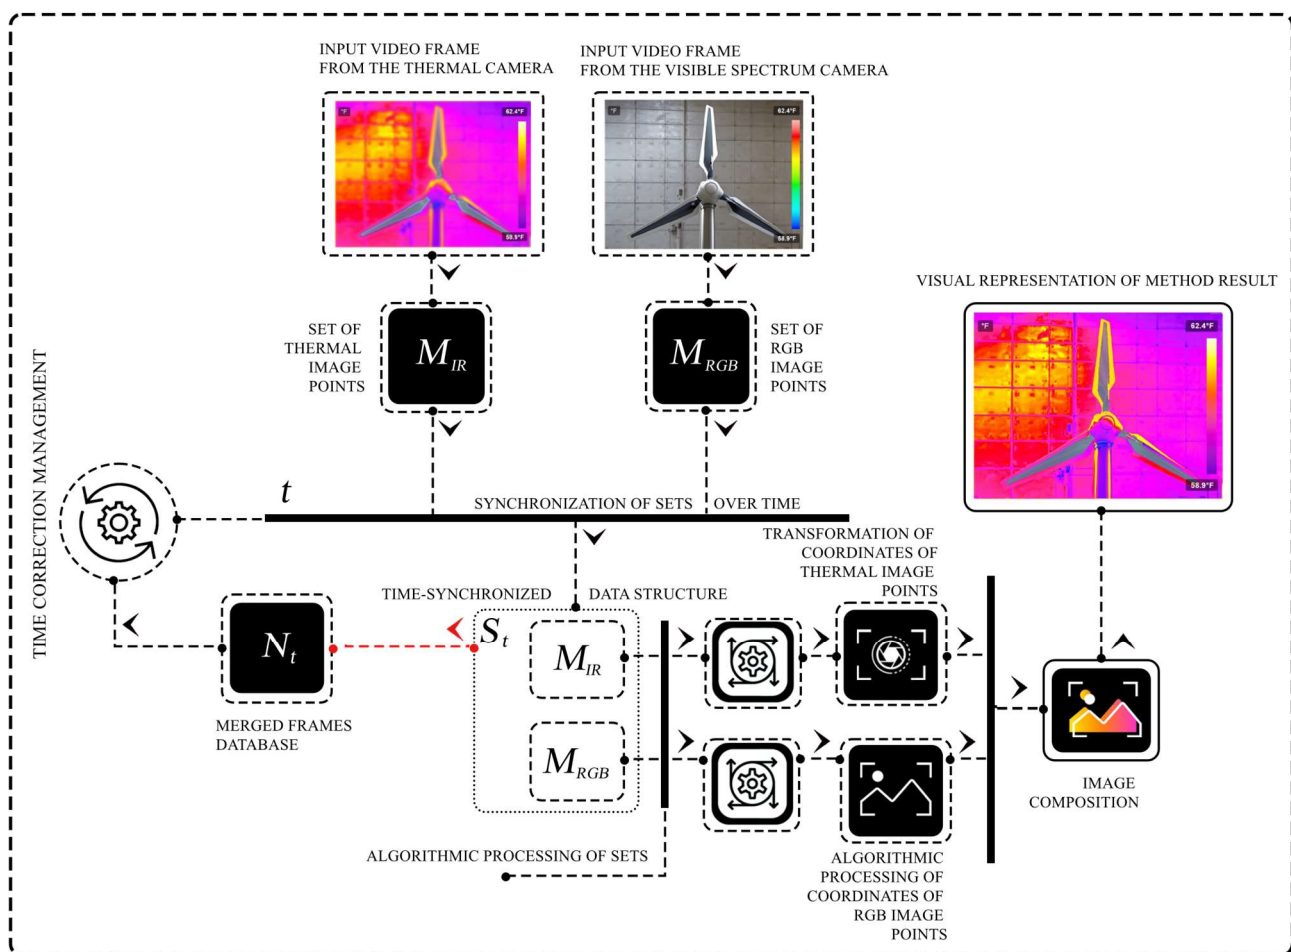 INPUT VIDEO FRAME
FROM THE THERMAL CAMERA
INPUT VIDEO FRAME
FROM THE VISIBLE SPECTRUM CAMERA
°F
62.4°F
58.9°F
°F
62.4°F
58.9°F
SET OF
THERMAL
IMAGE
POINTS
M_IR
M_RGB
SET OF
RGB
IMAGE
POINTS
VISUAL REPRESENTATION OF METHOD RESULT
°F
62.4°F
58.9°F
TIME CORRECTION MANAGEMENT
t
SYNCHRONIZATION OF SETS OVER TIME
TRANSFORMATION OF
COORDINATES OF
THERMAL IMAGE
POINTS
TIME-SYNCHRONIZED DATA STRUCTURE
S_t
M_IR
M_RGB
N_t
MERGED FRAMES
DATABASE
IMAGE
COMPOSITION
ALGORITHMIC PROCESSING OF SETS
ALGORITHMIC
PROCESSING OF
COORDINATES OF
RGB IMAGE
POINTS